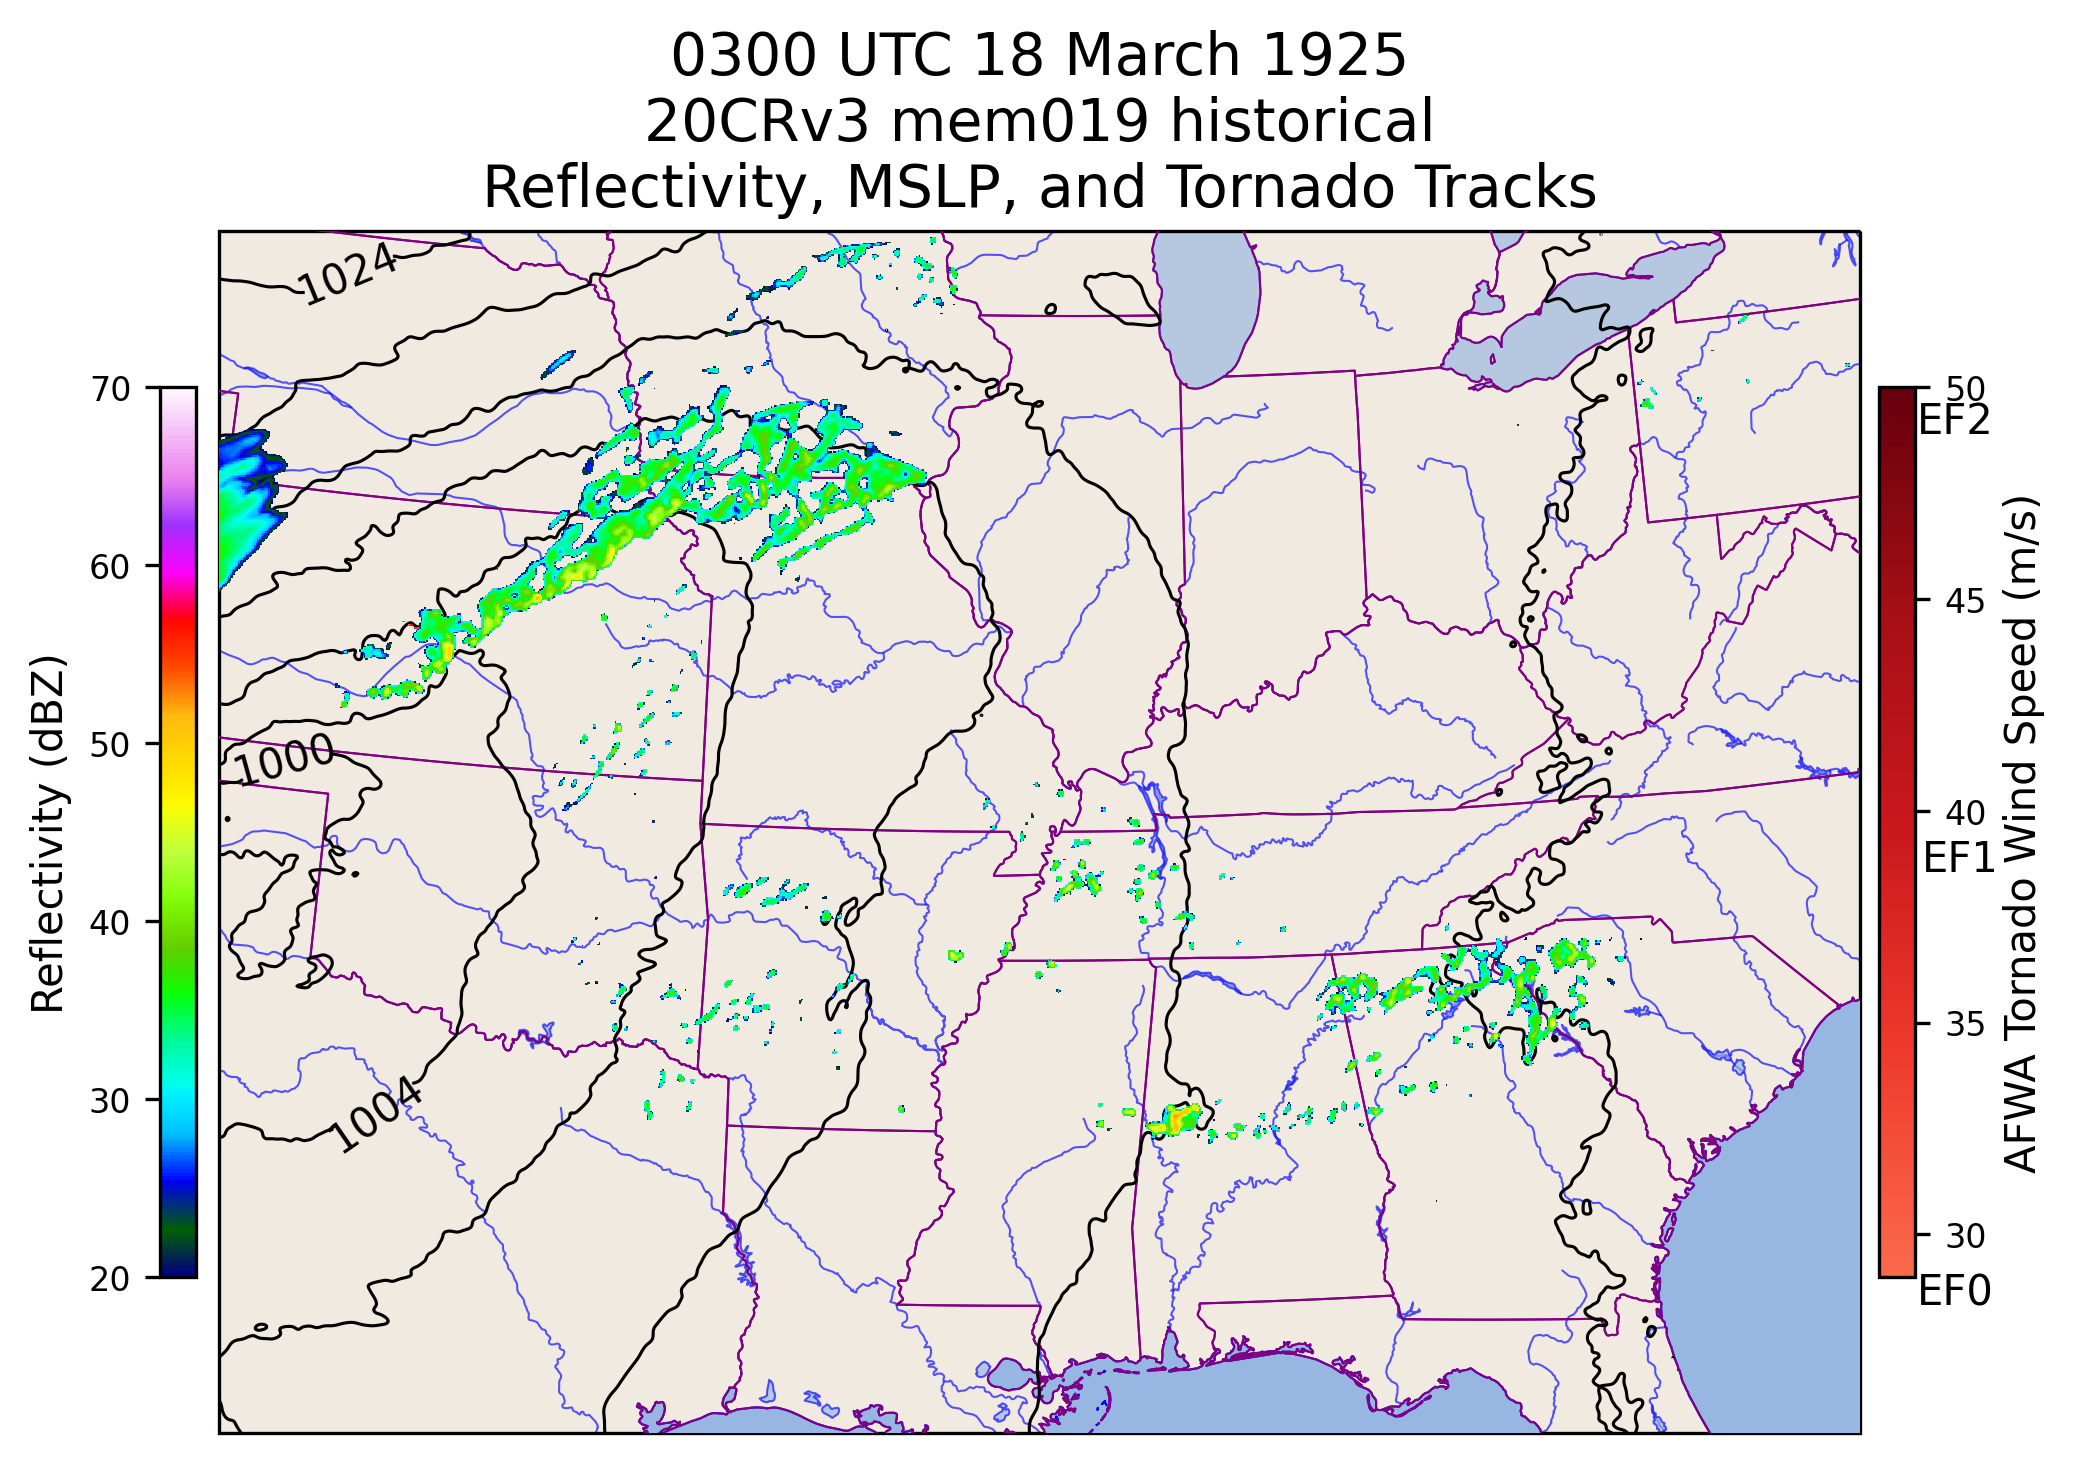 0300 UTC 18 March 1925
20CRv3 mem019 historical
Reflectivity, MSLP, and Tornado Tracks
1024
1000
1004
70
60
50
40
30
20
Reflectivity (dBZ)
50
EF2
45
40
EF1
35
30
EF0
AFWA Tornado Wind Speed (m/s)